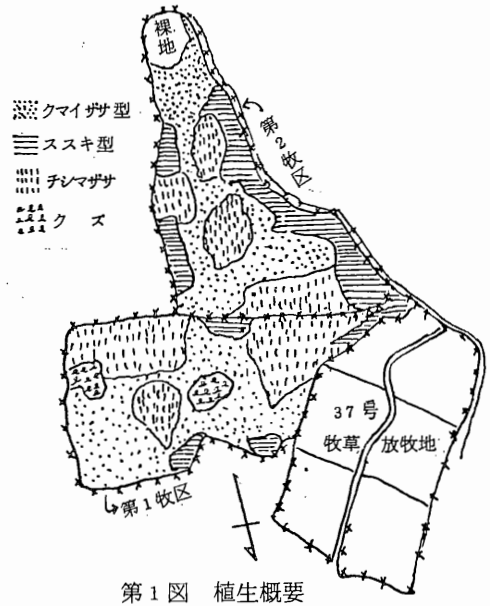 裸地
クマイザサ型
ススキ型
チシマザサ
クズ
第2牧区
37号
牧草放牧地
第1牧区
第1図 植生概要